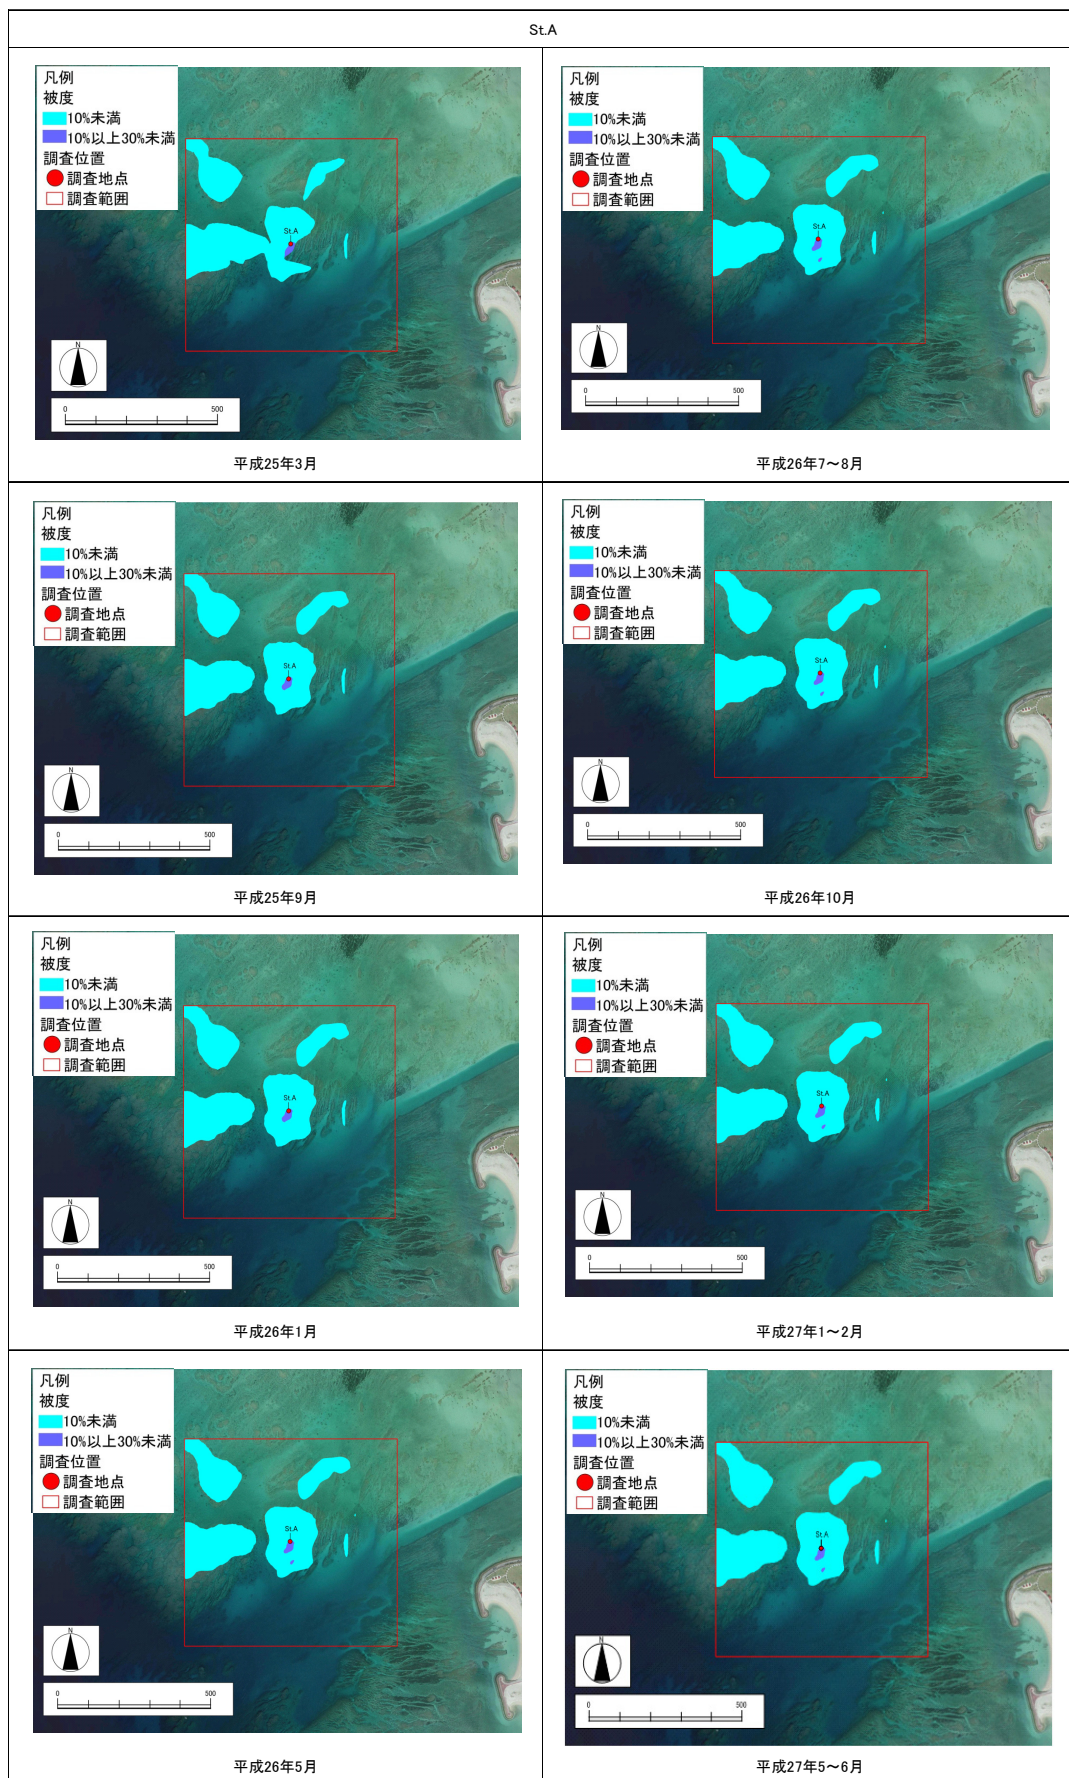 St.A
凡例
被度
10%未満
10%以上30%未満
調査位置
調査地点
調査範囲
St.A
N
0 500
平成25年3月
凡例
被度
10%未満
10%以上30%未満
調査位置
調査地点
調査範囲
St.A
N
0 500
平成26年7～8月
凡例
被度
10%未満
10%以上30%未満
調査位置
調査地点
調査範囲
St.A
N
0 500
平成25年9月
凡例
被度
10%未満
10%以上30%未満
調査位置
調査地点
調査範囲
St.A
N
0 500
平成26年10月
凡例
被度
10%未満
10%以上30%未満
調査位置
調査地点
調査範囲
St.A
N
0 500
平成26年1月
凡例
被度
10%未満
10%以上30%未満
調査位置
調査地点
調査範囲
St.A
N
0 500
平成27年1～2月
凡例
被度
10%未満
10%以上30%未満
調査位置
調査地点
調査範囲
St.A
N
0 500
平成26年5月
凡例
被度
10%未満
10%以上30%未満
調査位置
調査地点
調査範囲
St.A
N
0 500
平成27年5～6月